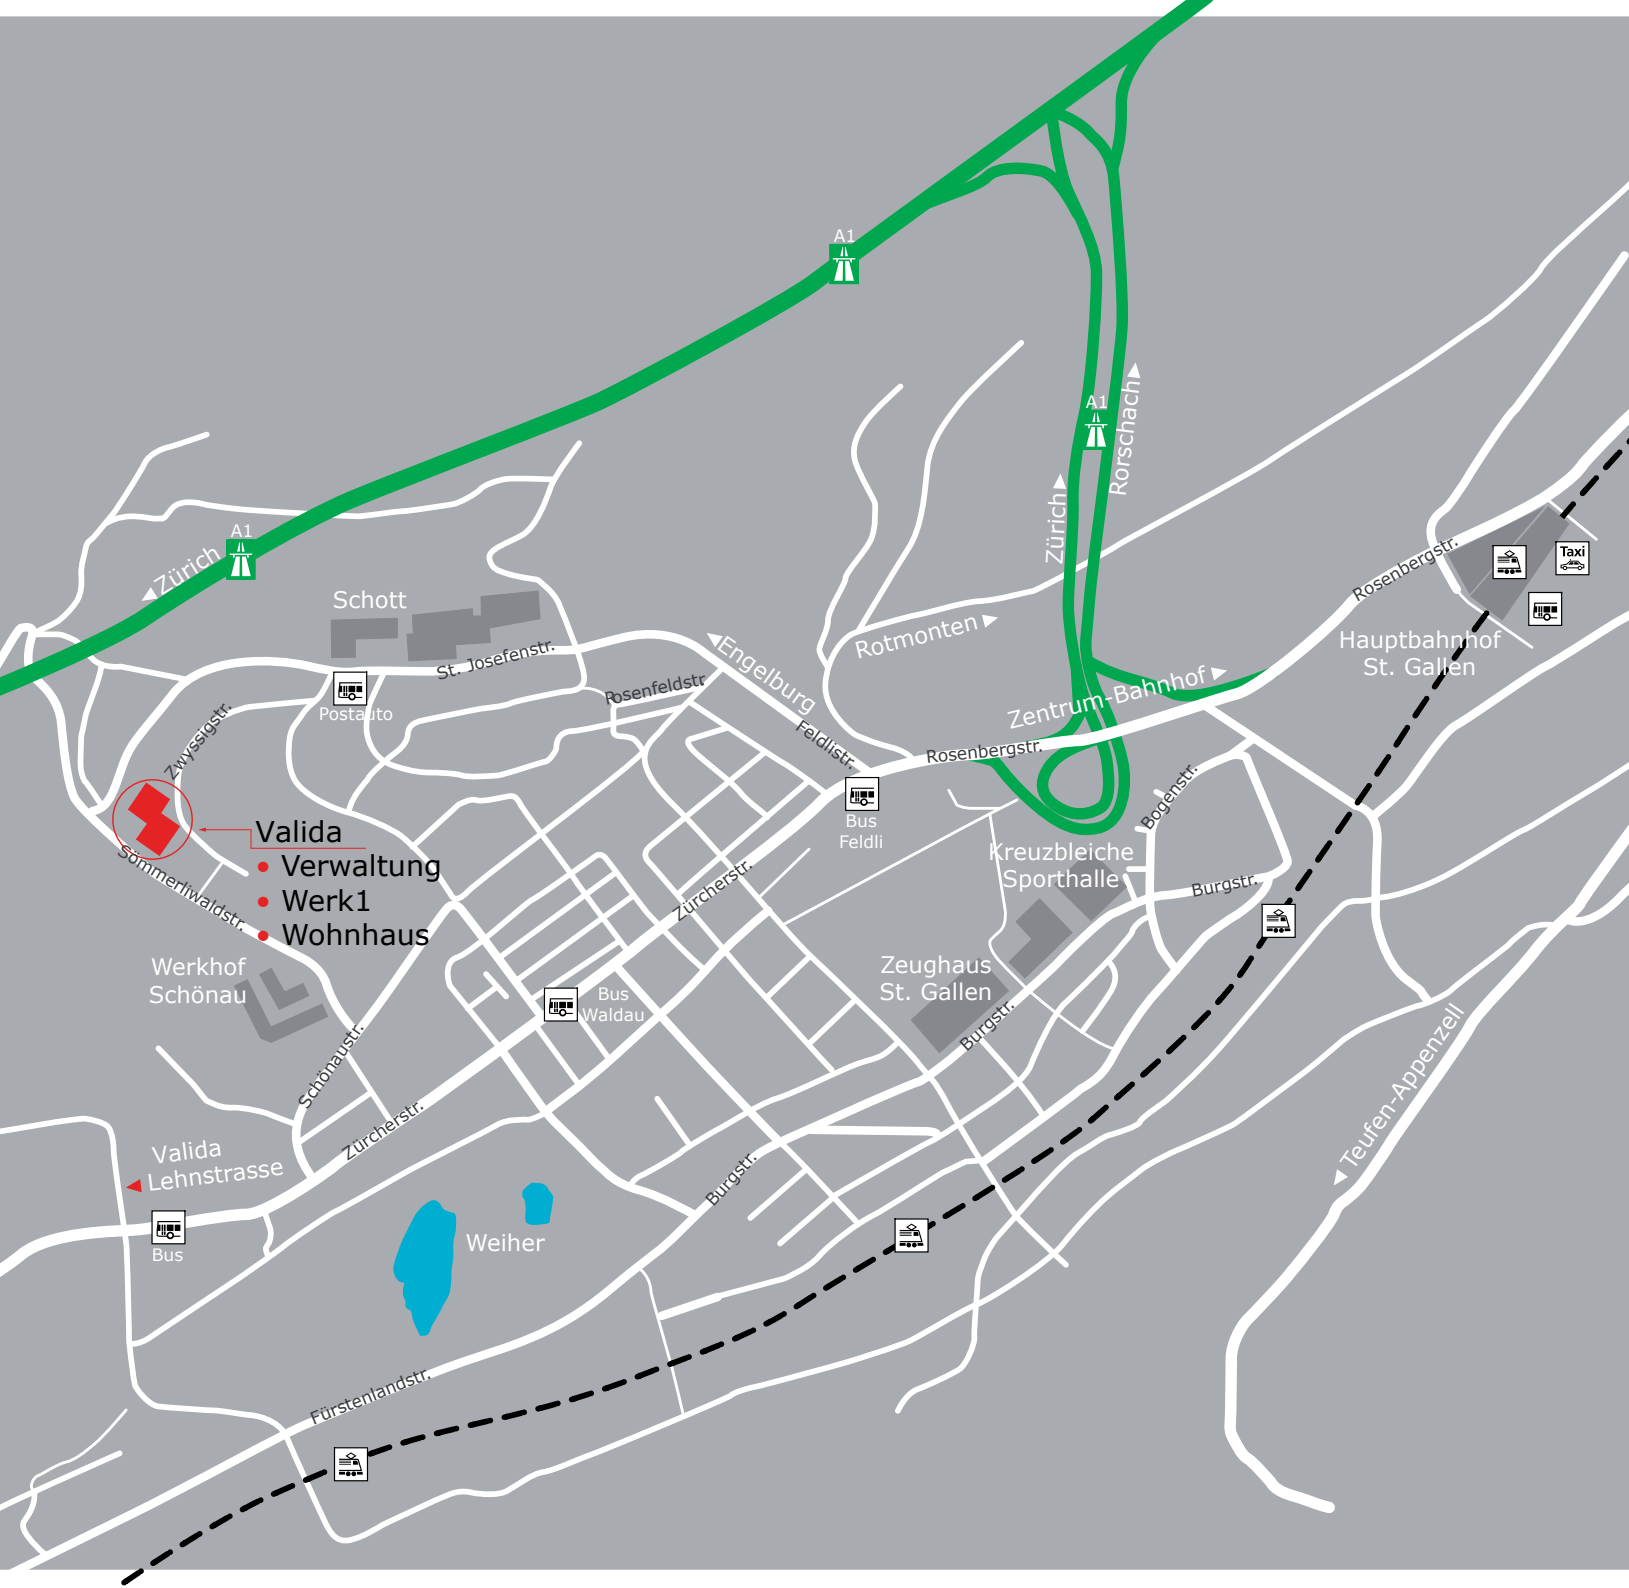 A1
A1
Rorschach
Zürich
A1
Zürich
Schott
St. Josefenstr.
Engelburg
Rotmonten
Rosenbergstr.
Taxi
Hauptbahnhof
St. Gallen
Zentrum-Bahnhof
Rosenfeldstr.
Postauto
Zwyssigstr.
Feldlistr.
Rosenbergstr.
Bogenstr.
Bus
Feldli
Valida
Verwaltung
Werk1
Wohnhaus
Sömmerliwaldstr.
Kreuzbleiche
Sporthalle
Burgstr.
Zürcherstr.
Werkhof
Schönau
Zeughaus
St. Gallen
Bus
Waldau
Burgstr.
Schönaustr.
Teufen-Appenzell
Zürcherstr.
Valida
Lehnstrasse
Burgstr.
Bus
Weiher
Fürstenlandstr.